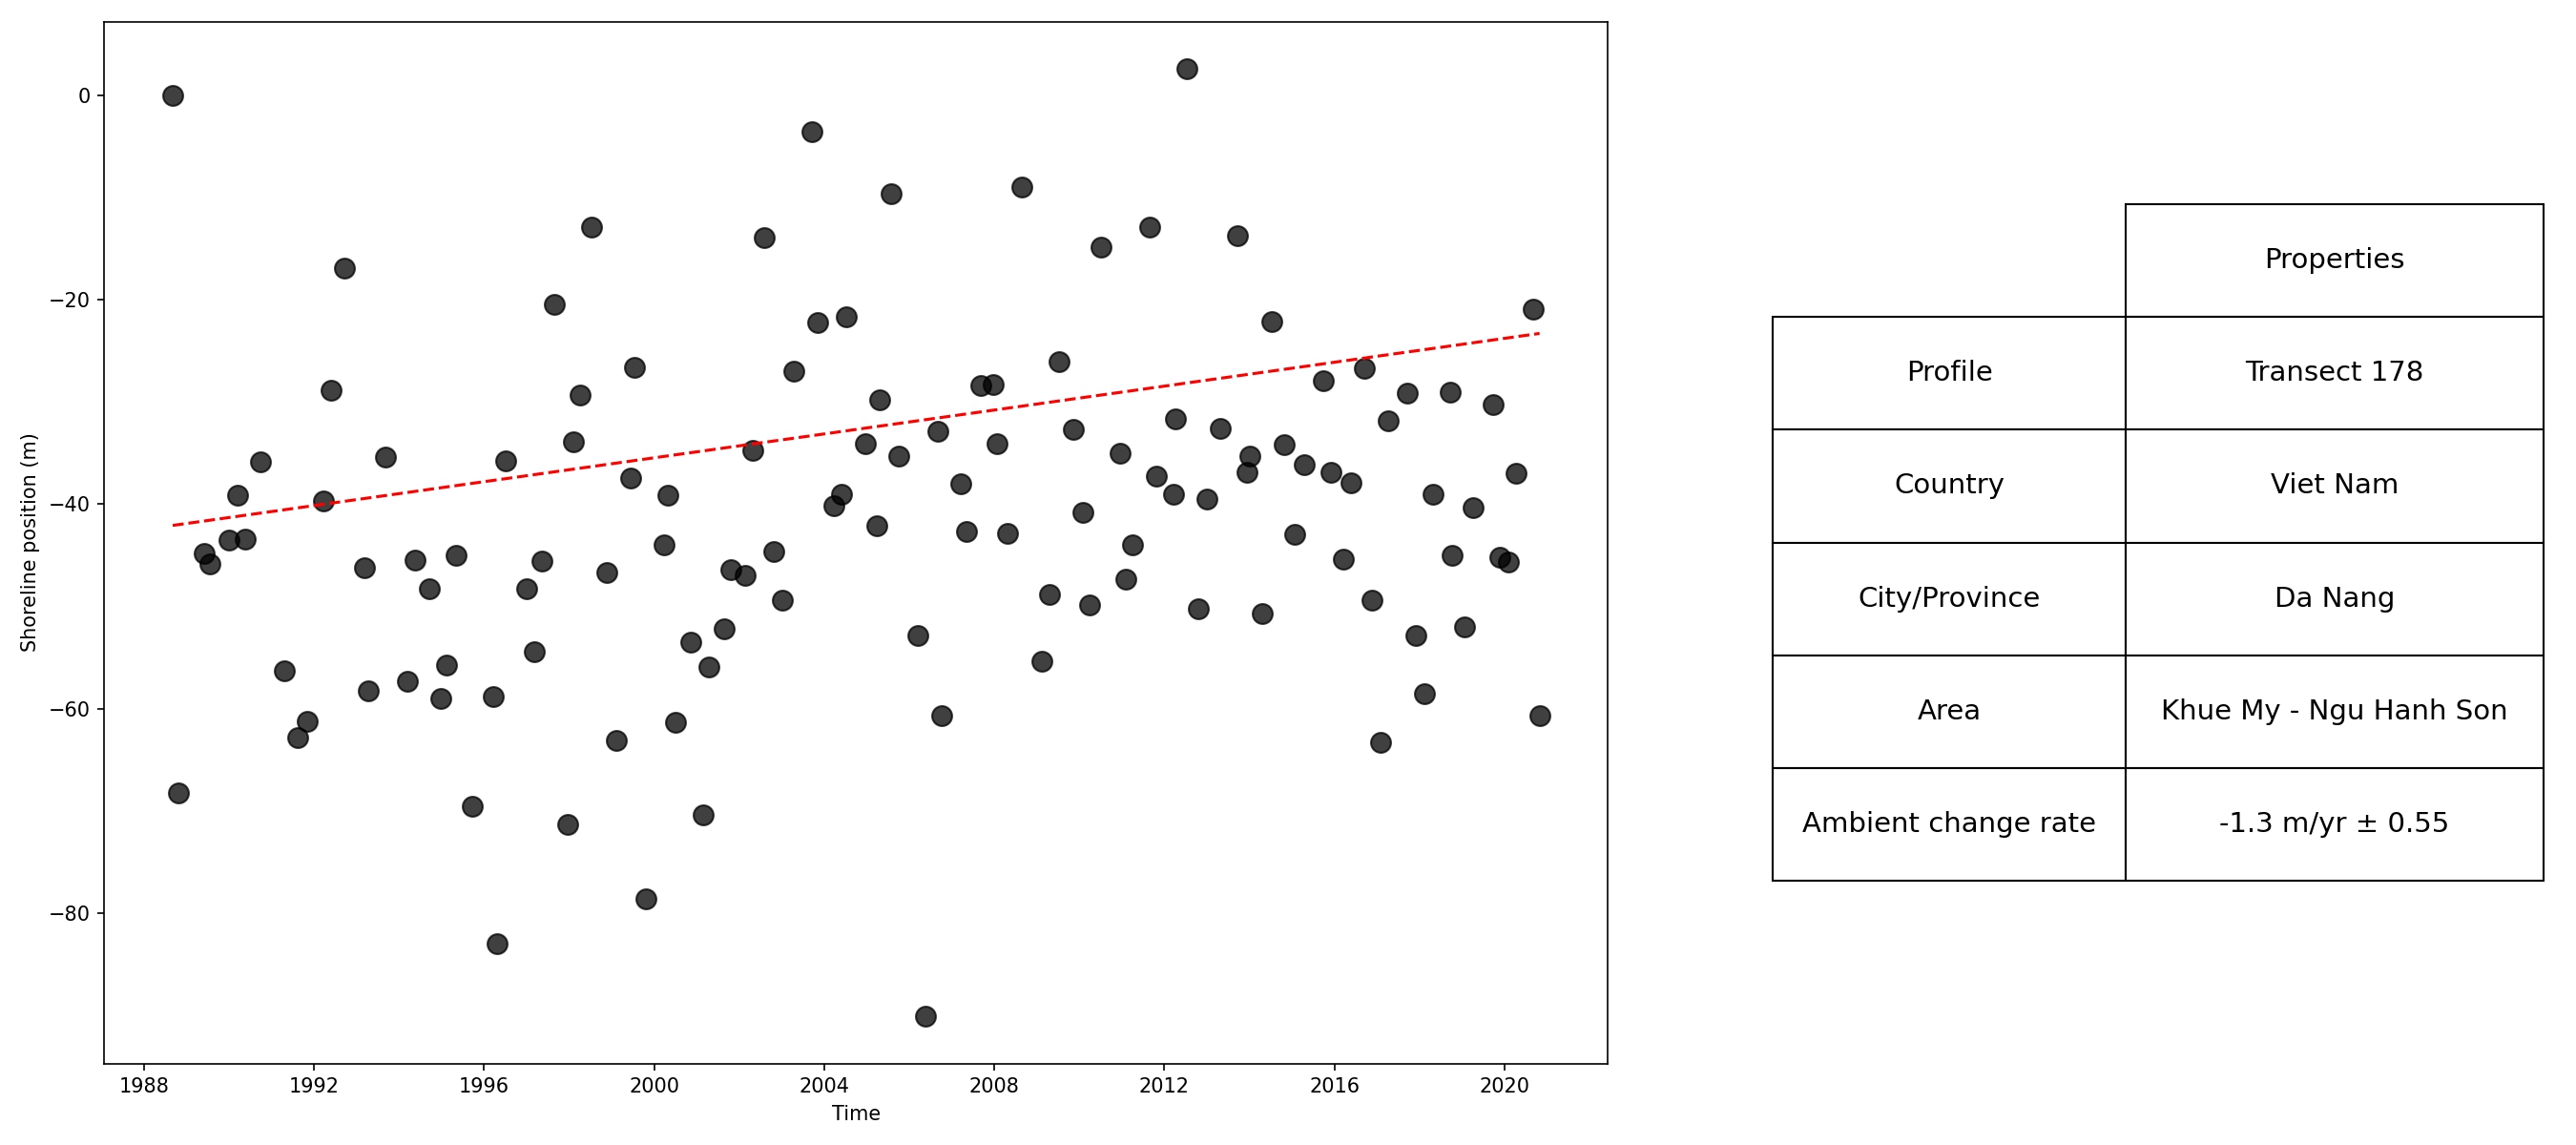 0
−20
−40
−60
−80
Shoreline position (m)
1988 1992 1996 2000 2004 2008 2012 2016 2020
Time
Properties
Profile Transect 178
Country Viet Nam
City/Province Da Nang
Area Khue My - Ngu Hanh Son
Ambient change rate -1.3 m/yr ± 0.55